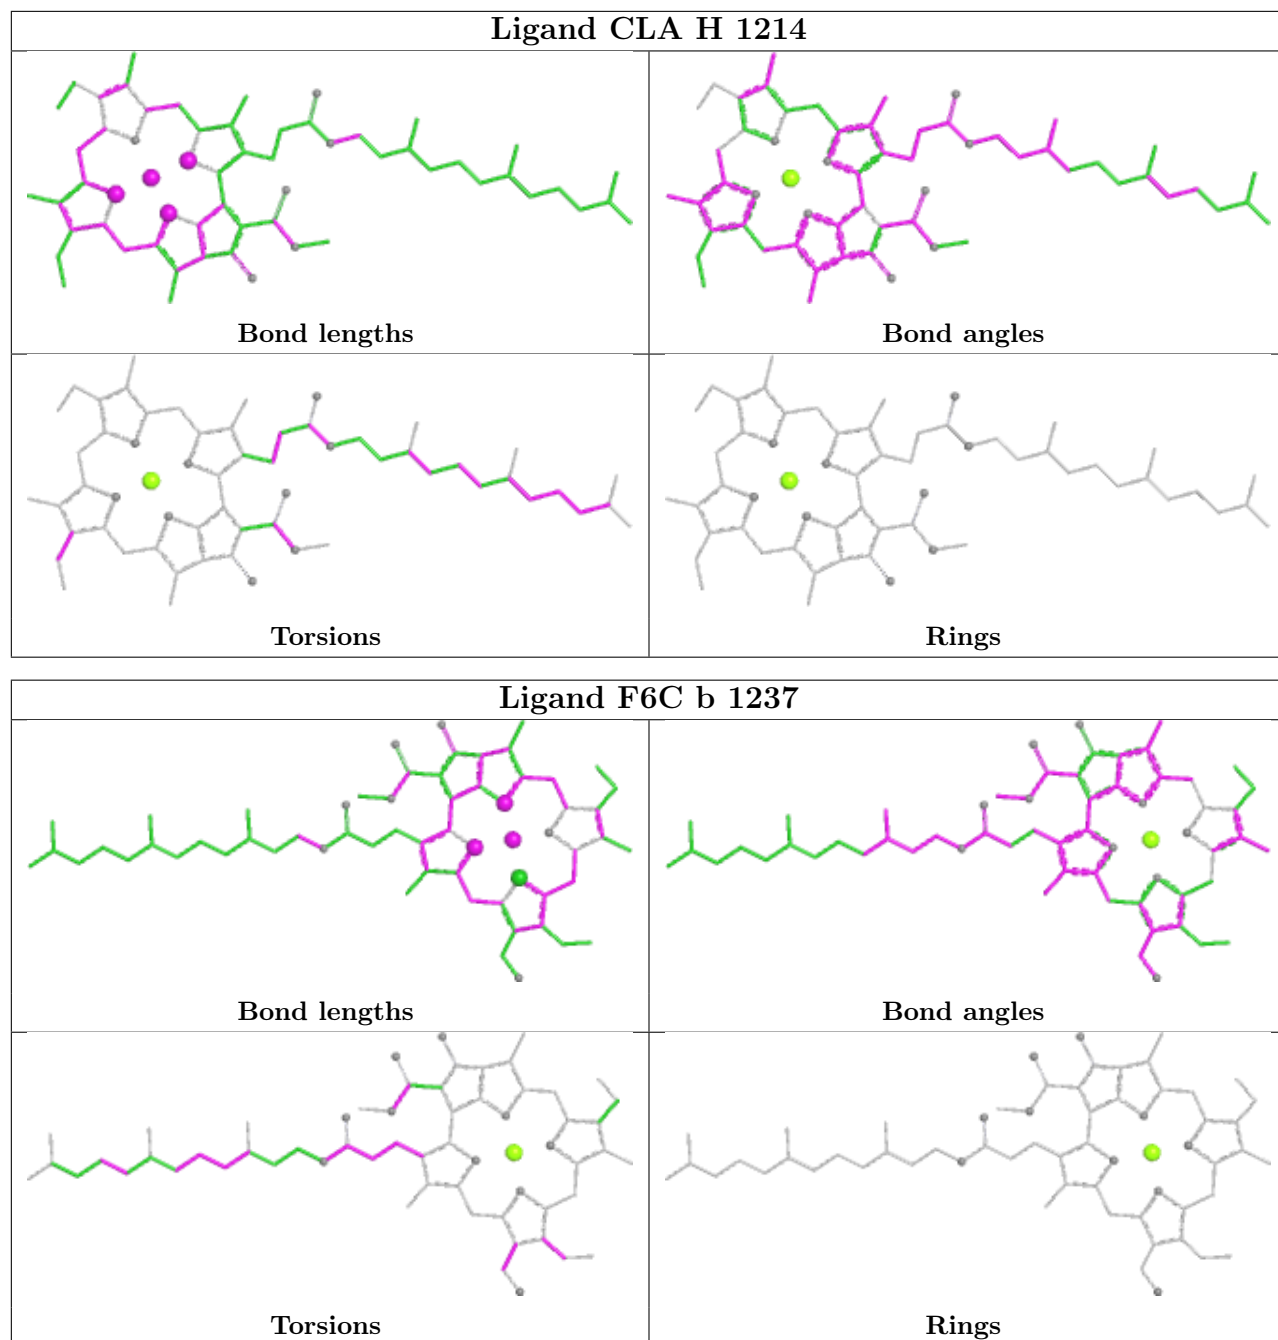 Ligand CLA H 1214
Bond lengths
Bond angles
Torsions
Rings
Ligand F6C b 1237
Bond lengths
Bond angles
Torsions
Rings